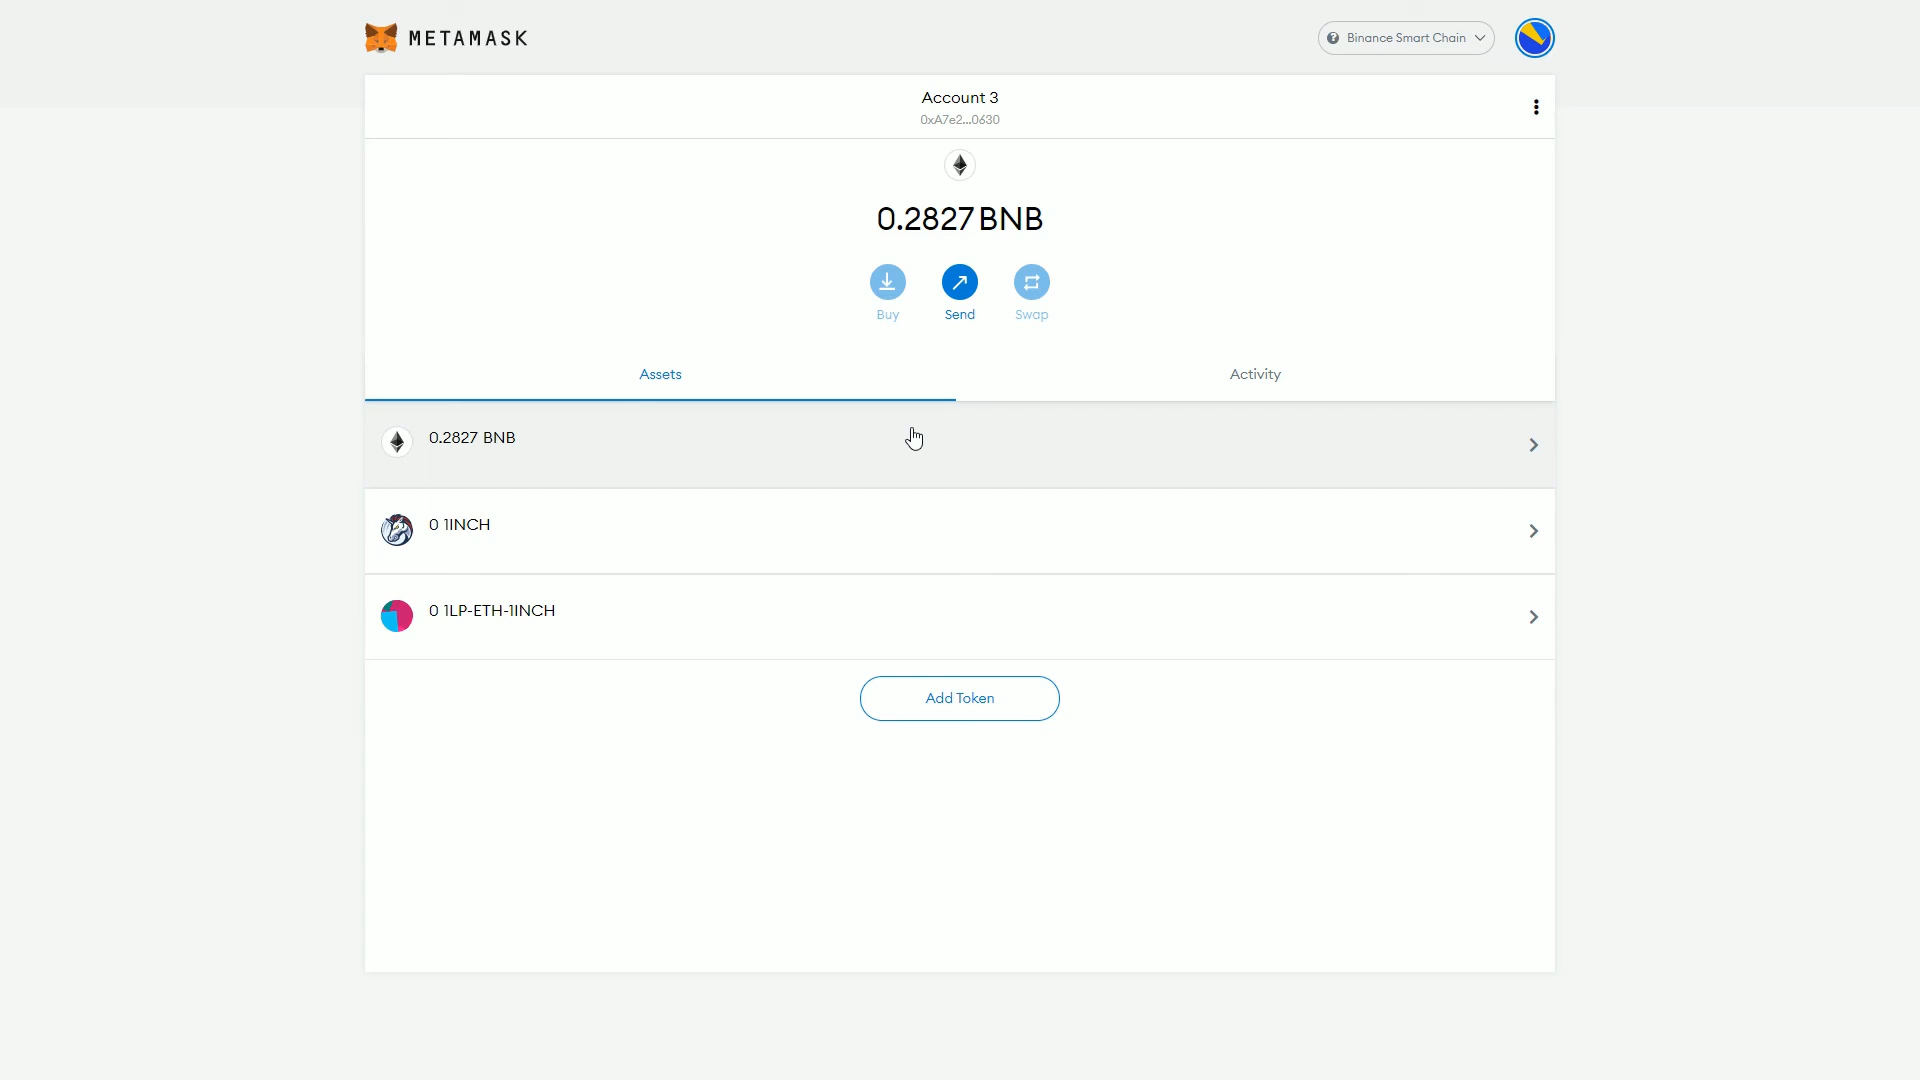 METAMASK
Binance Smart Chain
Account 3
0xA7e2...0630
0.2827 BNB
Buy
Send
Swap
Assets
Activity
0.2827 BNB
0 1INCH
0 1LP-ETH-1INCH
Add Token